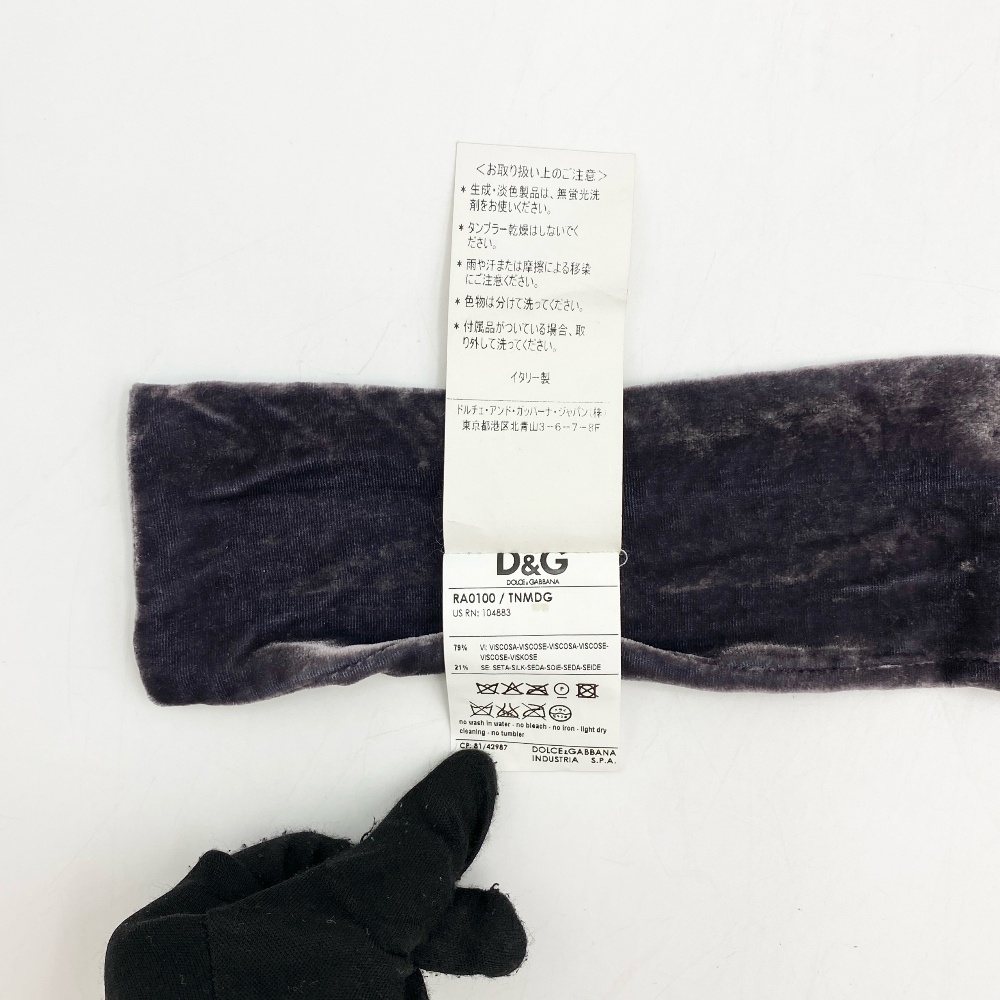 ＜お取り扱い上のご注意＞
* 生成・淡色製品は、無蛍光洗
剤をお使いください。
* タンブラー乾燥はしないでく
ださい。
* 雨や汗または摩擦による移染
にご注意ください。
* 色物は分けて洗ってください。
* 付属品がついている場合、取
り外して洗ってください。
イタリー製
ドルチェ・アンド・ガッバーナ・ジャパン(株)
東京都港区北青山3-6-7-8F
D&G
DOLCE&GABBANA
RA0100 / TNMDG
US RN: 104883
79% VI: VISCOSA-VISCOSE-VISCOSA-VISCOSE-
VISCOSE-VISKOSE
21% SE: SETA-SILK-SEDA-SOIE-SEDA-SEIDE
no wash in water - no bleach - no iron - light dry
cleaning - no tumbler
CP: 81/42987 DOLCE&GABBANA
INDUSTRIA S.P.A.